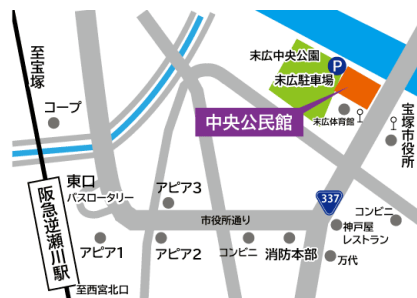 至宝塚
コープ
阪急逆瀬川駅
至西宮北口
東口
バスロータリー
アピア1
アピア2
アピア3
市役所通り
コンビニ
消防本部
末広中央公園
P
末広駐車場
中央公民館
末広体育館
宝塚市役所
337
コンビニ
神戸屋
レストラン
万代